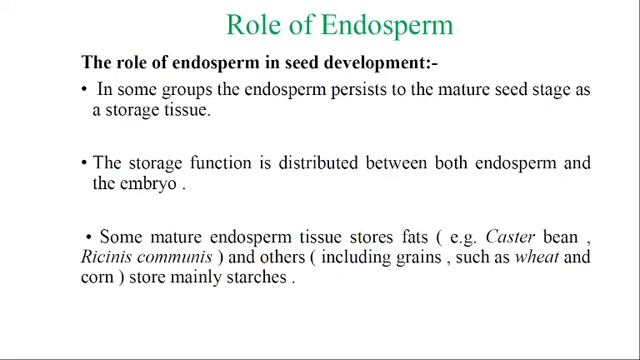 Role of Endosperm
The role of endosperm in seed development:-
• In some groups the endosperm persists to the mature seed stage as
a storage tissue.
• The storage function is distributed between both endosperm and
the embryo .
• Some mature endosperm tissue stores fats ( e.g. Caster bean ,
Ricinis communis ) and others ( including grains , such as wheat and
corn ) store mainly starches .